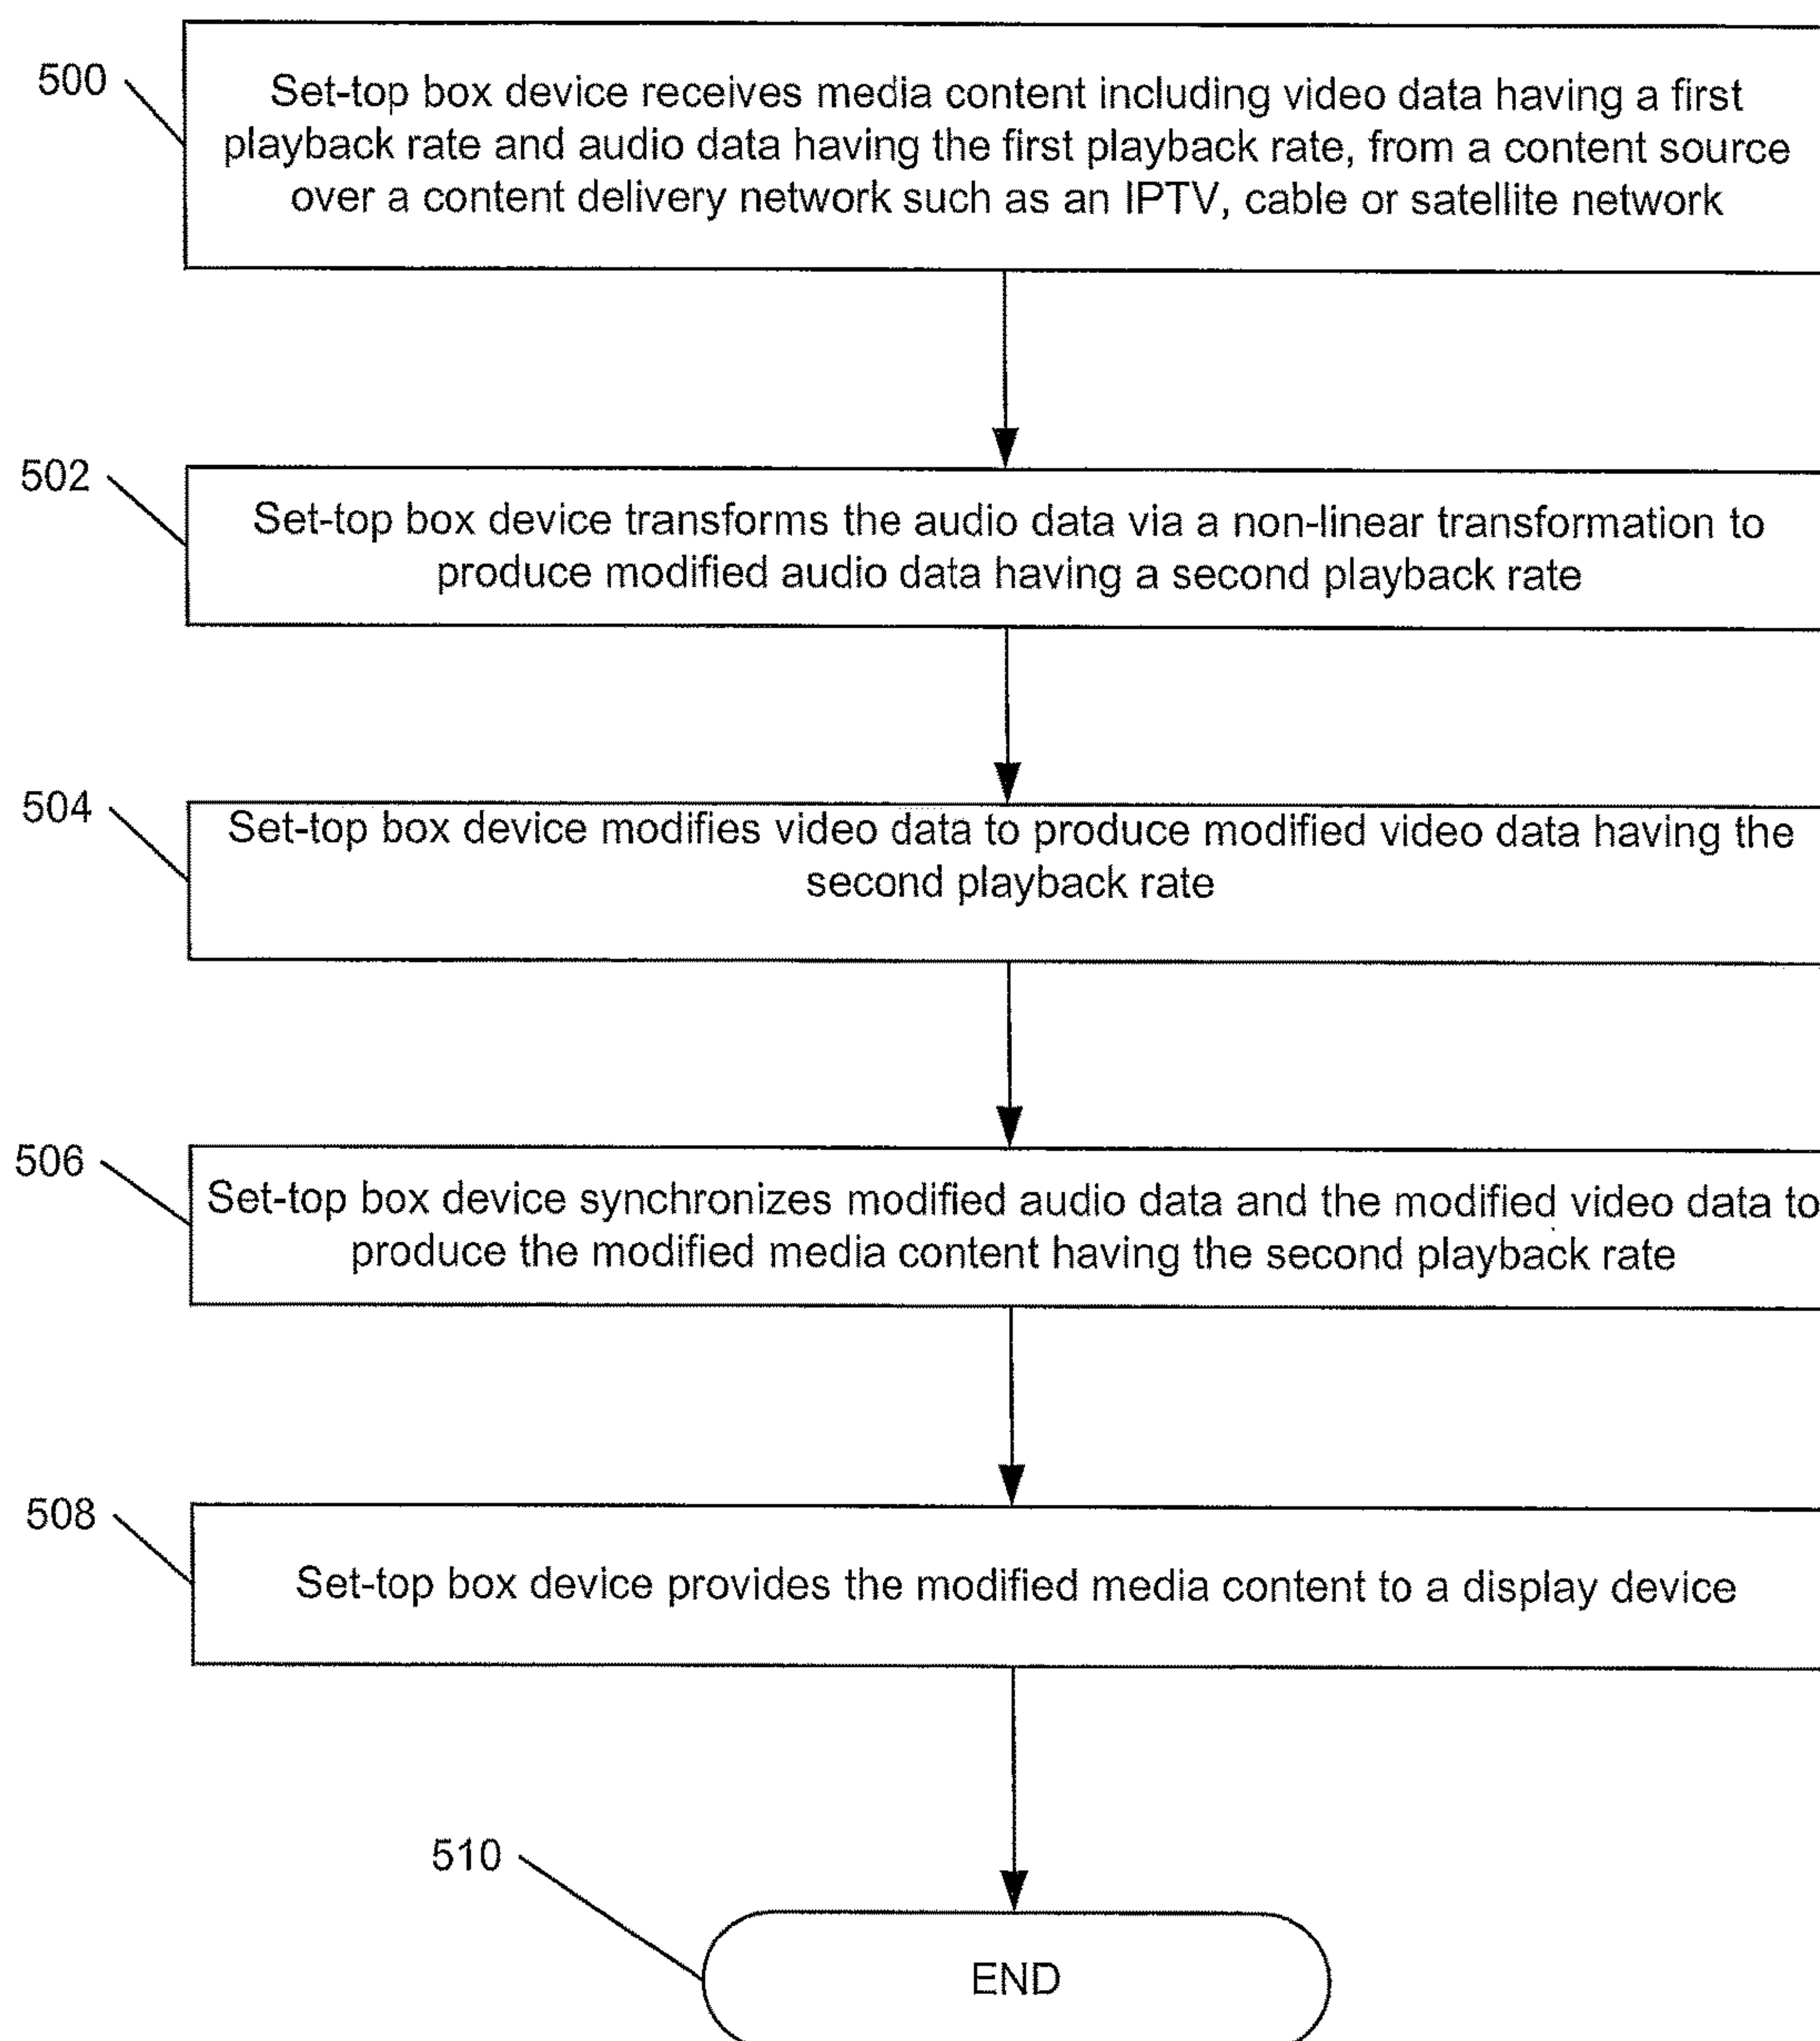 500
Set-top box device receives media content including video data having a first
playback rate and audio data having the first playback rate, from a content source
over a content delivery network such as an IPTV, cable or satellite network
502
Set-top box device transforms the audio data via a non-linear transformation to
produce modified audio data having a second playback rate
504
Set-top box device modifies video data to produce modified video data having the
second playback rate
506
Set-top box device synchronizes modified audio data and the modified video data to
produce the modified media content having the second playback rate
508
Set-top box device provides the modified media content to a display device
510
END